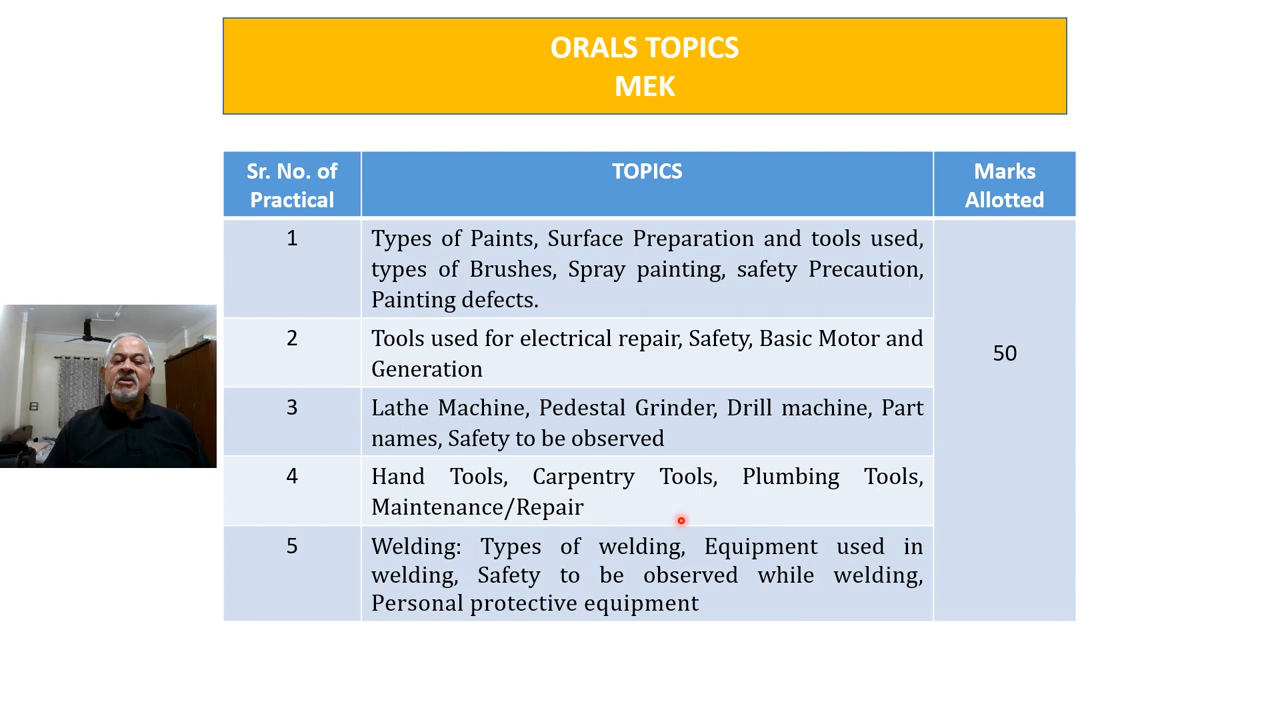 ORALS TOPICS
MEK
Sr. No. of
Practical
TOPICS
Marks
Allotted
1
Types of Paints, Surface Preparation and tools used,
types of Brushes, Spray painting, safety Precaution,
Painting defects.
2
Tools used for electrical repair, Safety, Basic Motor and
Generation
3
Lathe Machine, Pedestal Grinder, Drill machine, Part
names, Safety to be observed
4
Hand Tools, Carpentry Tools, Plumbing Tools,
Maintenance/Repair
5
Welding: Types of welding, Equipment used in
welding, Safety to be observed while welding,
Personal protective equipment
50